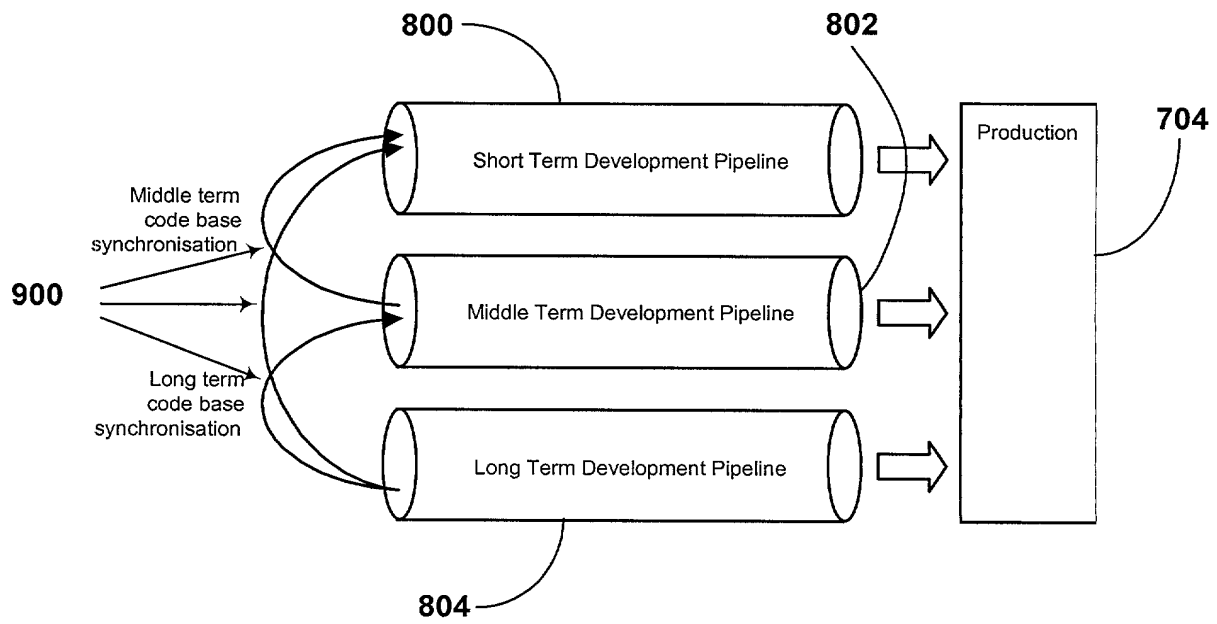 800
802
Short Term Development Pipeline
Production
704
Middle term
code base
synchronisation
900
Middle Term Development Pipeline
Long term
code base
synchronisation
Long Term Development Pipeline
804